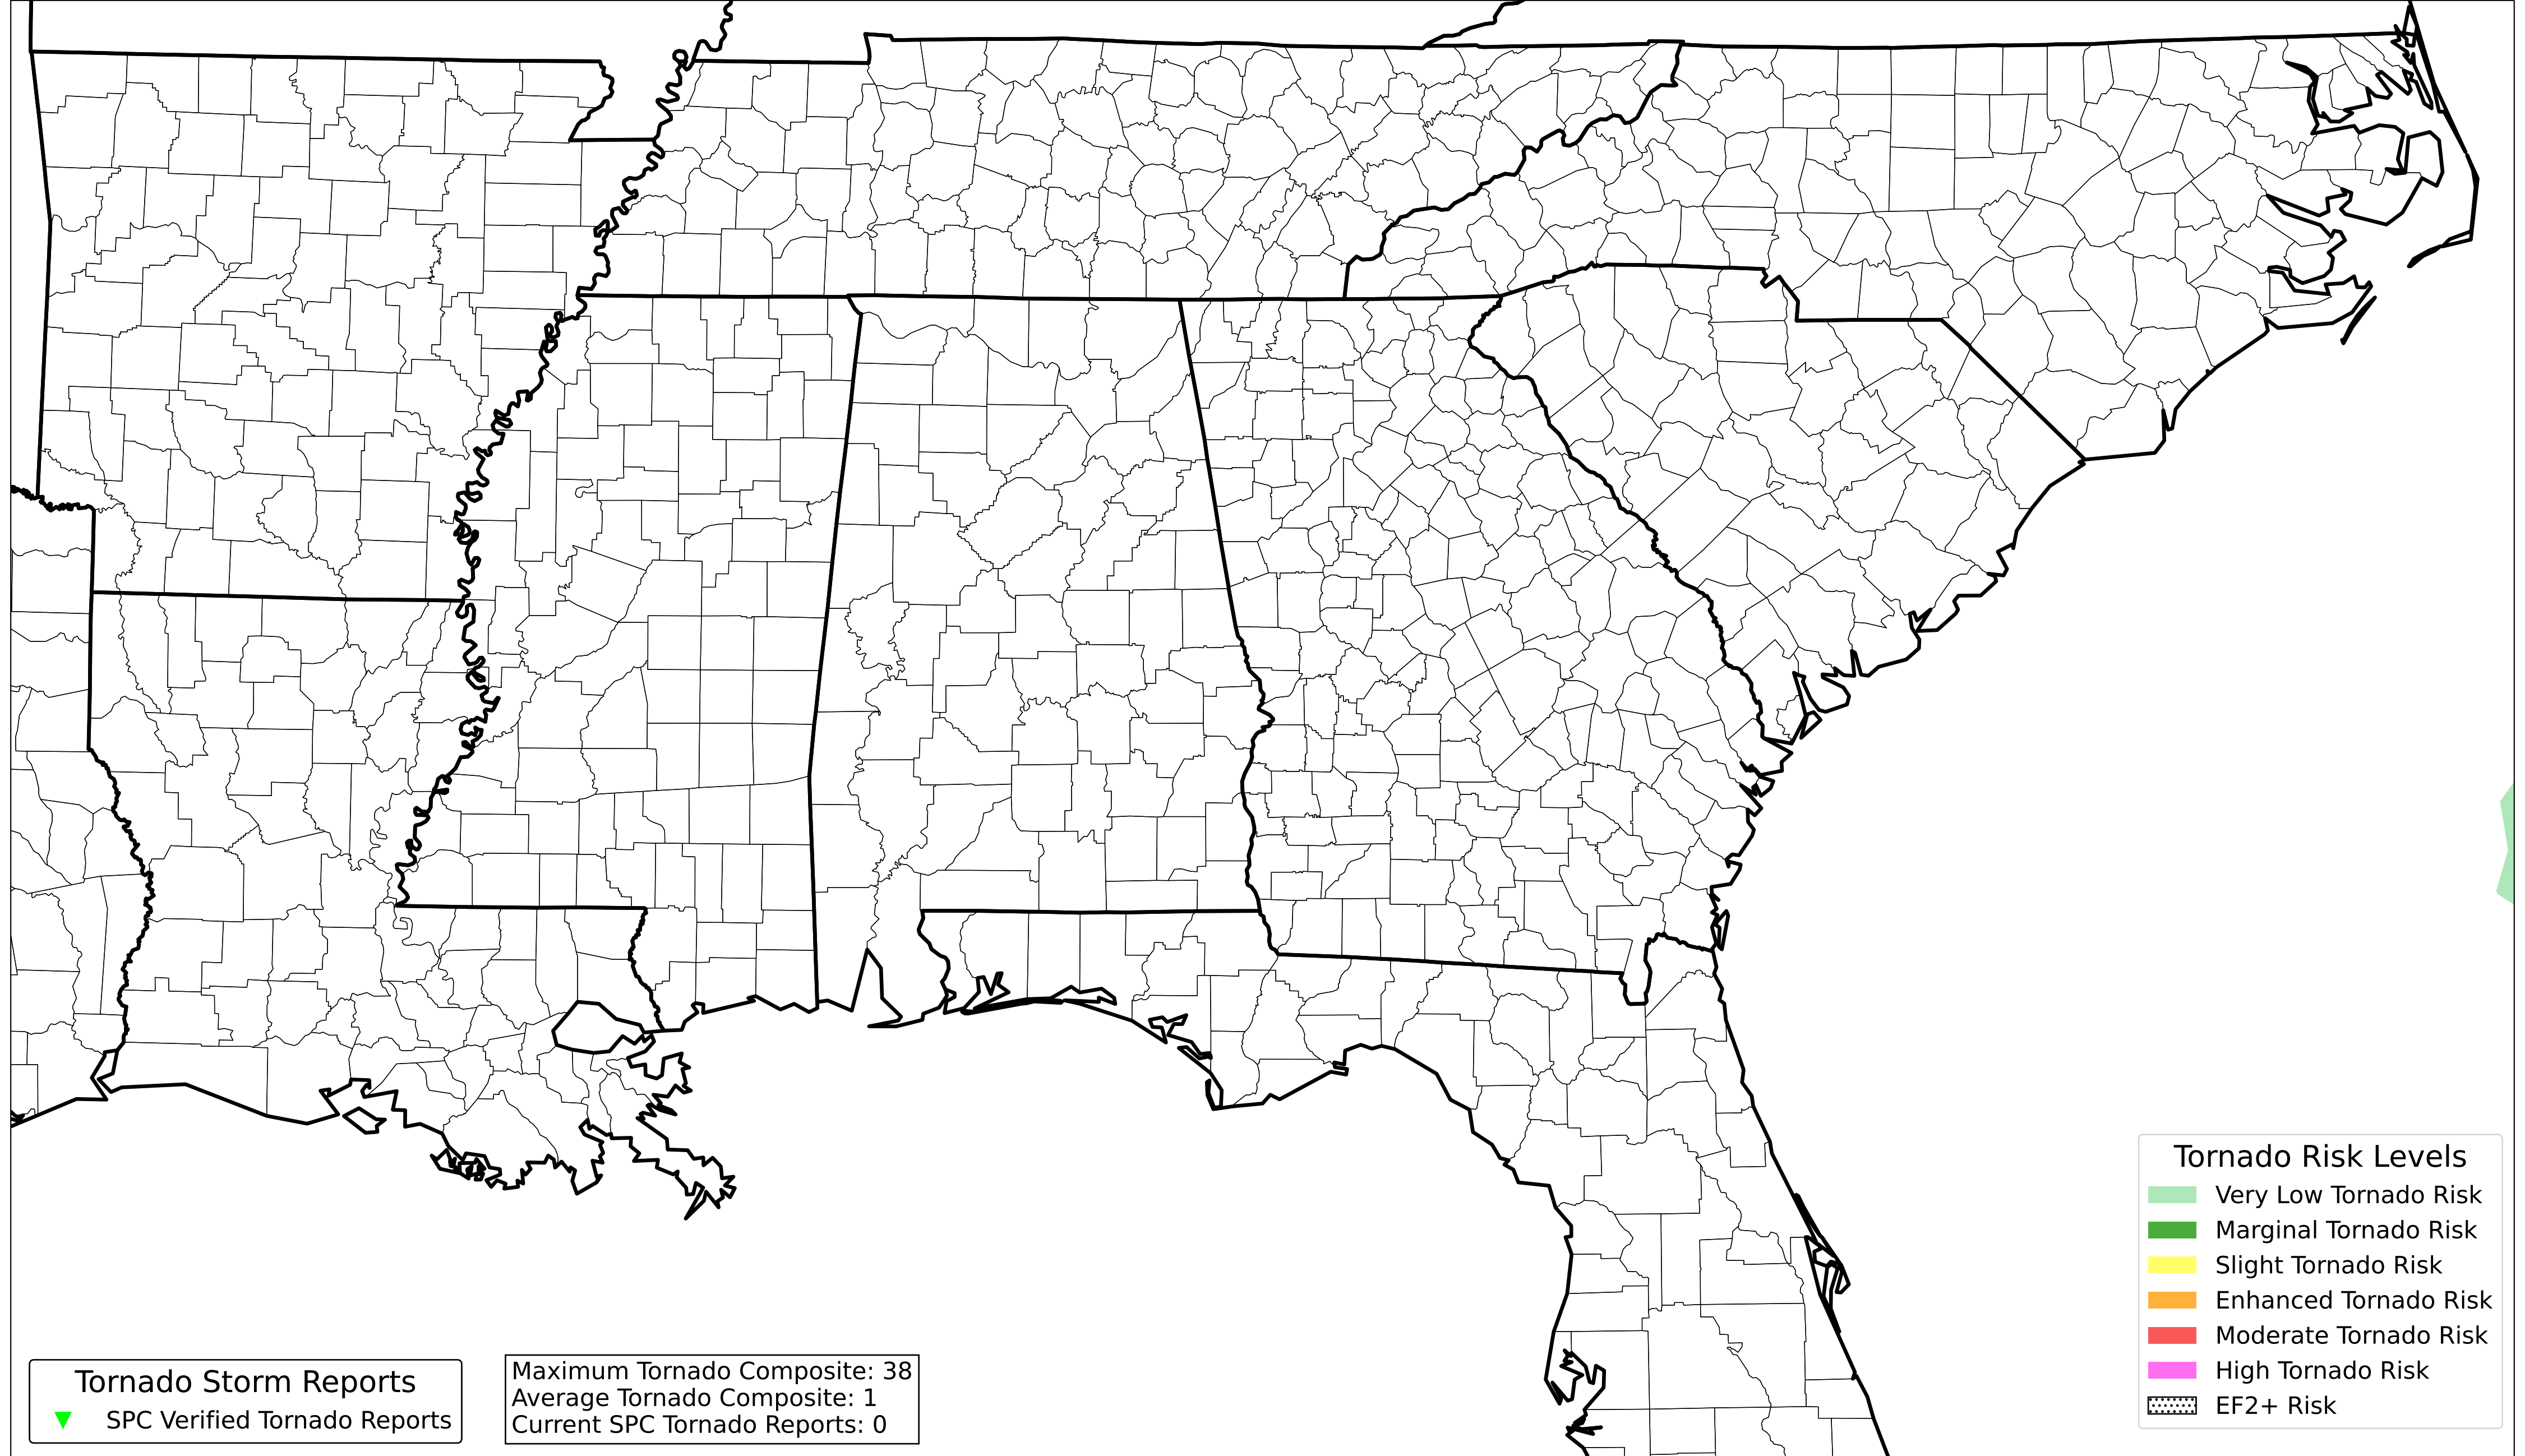 Tornado Risk Levels
Very Low Tornado Risk
Marginal Tornado Risk
Slight Tornado Risk
Enhanced Tornado Risk
Moderate Tornado Risk
High Tornado Risk
EF2+ Risk
Tornado Storm Reports
SPC Verified Tornado Reports
Maximum Tornado Composite: 38
Average Tornado Composite: 1
Current SPC Tornado Reports: 0